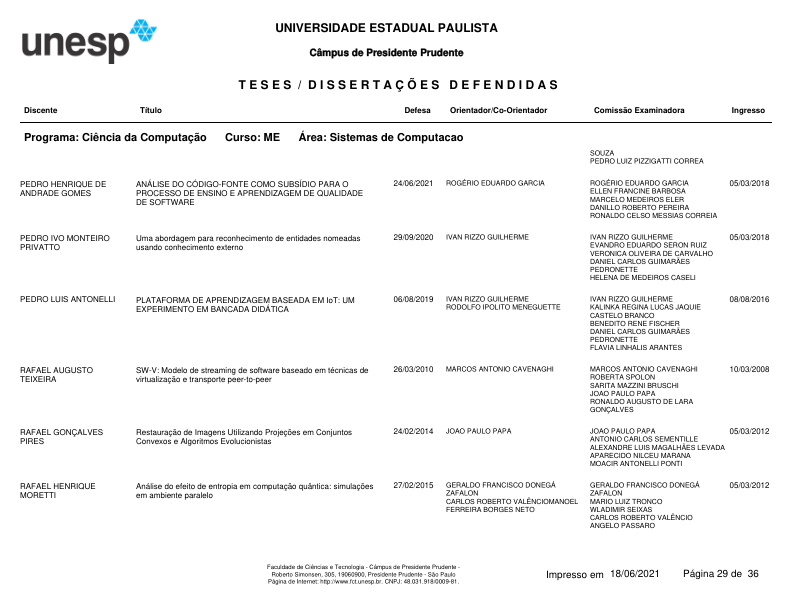 unesp
UNIVERSIDADE ESTADUAL PAULISTA
Câmpus de Presidente Prudente
TESES / DISSERTAÇÕES DEFENDIDAS
Discente Título Defesa Orientador/Co-Orientador Comissão Examinadora Ingresso
Programa: Ciência da Computação Curso: ME Área: Sistemas de Computacao
SOUZA
PEDRO LUIZ PIZZIGATTI CORREA
PEDRO HENRIQUE DE
ANDRADE GOMES
ANÁLISE DO CÓDIGO-FONTE COMO SUBSÍDIO PARA O
PROCESSO DE ENSINO E APRENDIZAGEM DE QUALIDADE
DE SOFTWARE
24/06/2021
ROGÉRIO EDUARDO GARCIA
ROGÉRIO EDUARDO GARCIA
ELLEN FRANCINE BARBOSA
MARCELO MEDEIROS ELER
DANILLO ROBERTO PEREIRA
RONALDO CELSO MESSIAS CORREIA
05/03/2018
PEDRO IVO MONTEIRO
PRIVATTO
Uma abordagem para reconhecimento de entidades nomeadas
usando conhecimento externo
29/09/2020
IVAN RIZZO GUILHERME
IVAN RIZZO GUILHERME
EVANDRO EDUARDO SERON RUIZ
VERONICA OLIVEIRA DE CARVALHO
DANIEL CARLOS GUIMARÃES
PEDRONETTE
HELENA DE MEDEIROS CASELI
05/03/2018
PEDRO LUIS ANTONELLI
PLATAFORMA DE APRENDIZAGEM BASEADA EM IoT: UM
EXPERIMENTO EM BANCADA DIDÁTICA
06/08/2019
IVAN RIZZO GUILHERME
RODOLFO IPOLITO MENEGUETTE
IVAN RIZZO GUILHERME
KALINKA REGINA LUCAS JAQUIE
CASTELO BRANCO
BENEDITO RENE FISCHER
DANIEL CARLOS GUIMARÃES
PEDRONETTE
FLAVIA LINHALIS ARANTES
08/08/2016
RAFAEL AUGUSTO
TEIXEIRA
SW-V: Modelo de streaming de software baseado em técnicas de
virtualização e transporte peer-to-peer
26/03/2010
MARCOS ANTONIO CAVENAGHI
MARCOS ANTONIO CAVENAGHI
ROBERTA SPOLON
SARITA MAZZINI BRUSCHI
JOAO PAULO PAPA
RONALDO AUGUSTO DE LARA
GONÇALVES
10/03/2008
RAFAEL GONÇALVES
PIRES
Restauração de Imagens Utilizando Projeções em Conjuntos
Convexos e Algoritmos Evolucionistas
24/02/2014
JOAO PAULO PAPA
JOAO PAULO PAPA
ANTONIO CARLOS SEMENTILLE
ALEXANDRE LUIS MAGALHÃES LEVADA
APARECIDO NILCEU MARANA
MOACIR ANTONELLI PONTI
05/03/2012
RAFAEL HENRIQUE
MORETTI
Análise do efeito de entropia em computação quântica: simulações
em ambiente paralelo
27/02/2015
GERALDO FRANCISCO DONEGÁ
ZAFALON
CARLOS ROBERTO VALÊNCIOMANOEL
FERREIRA BORGES NETO
GERALDO FRANCISCO DONEGÁ
ZAFALON
MARIO LUIZ TRONCO
WLADIMIR SEIXAS
CARLOS ROBERTO VALÊNCIO
ANGELO PASSARO
05/03/2012
Faculdade de Ciências e Tecnologia - Câmpus de Presidente Prudente -
Roberto Simonsen, 305, 19060900, Presidente Prudente - São Paulo
Página de Internet: http://www.fct.unesp.br. CNPJ: 48.031.918/0009-81.
Impresso em 18/06/2021 Página 29 de 36